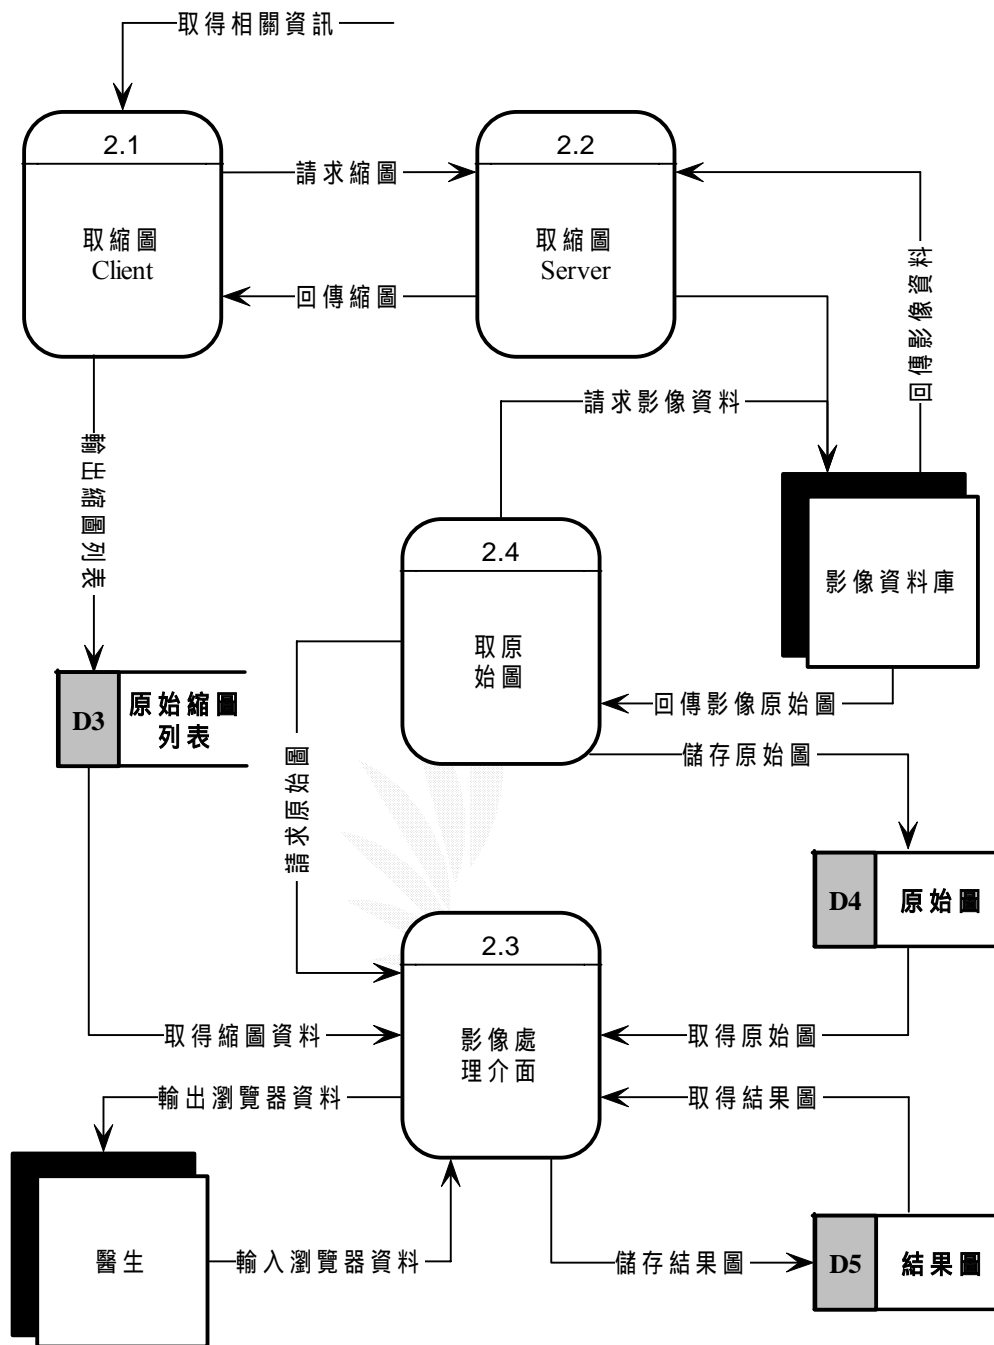 取得相關資訊
2.1
取縮圖
Client
請求縮圖
回傳縮圖
2.2
取縮圖
Server
回傳影像資料
請求影像資料
輸出縮圖列表
2.4
取原
始圖
影像資料庫
回傳影像原始圖
儲存原始圖
D3
原始縮圖
列表
請求原始圖
D4
原始圖
2.3
影像處
理介面
取得縮圖資料
取得原始圖
輸出瀏覽器資料
取得結果圖
醫生
輸入瀏覽器資料
儲存結果圖
D5
結果圖